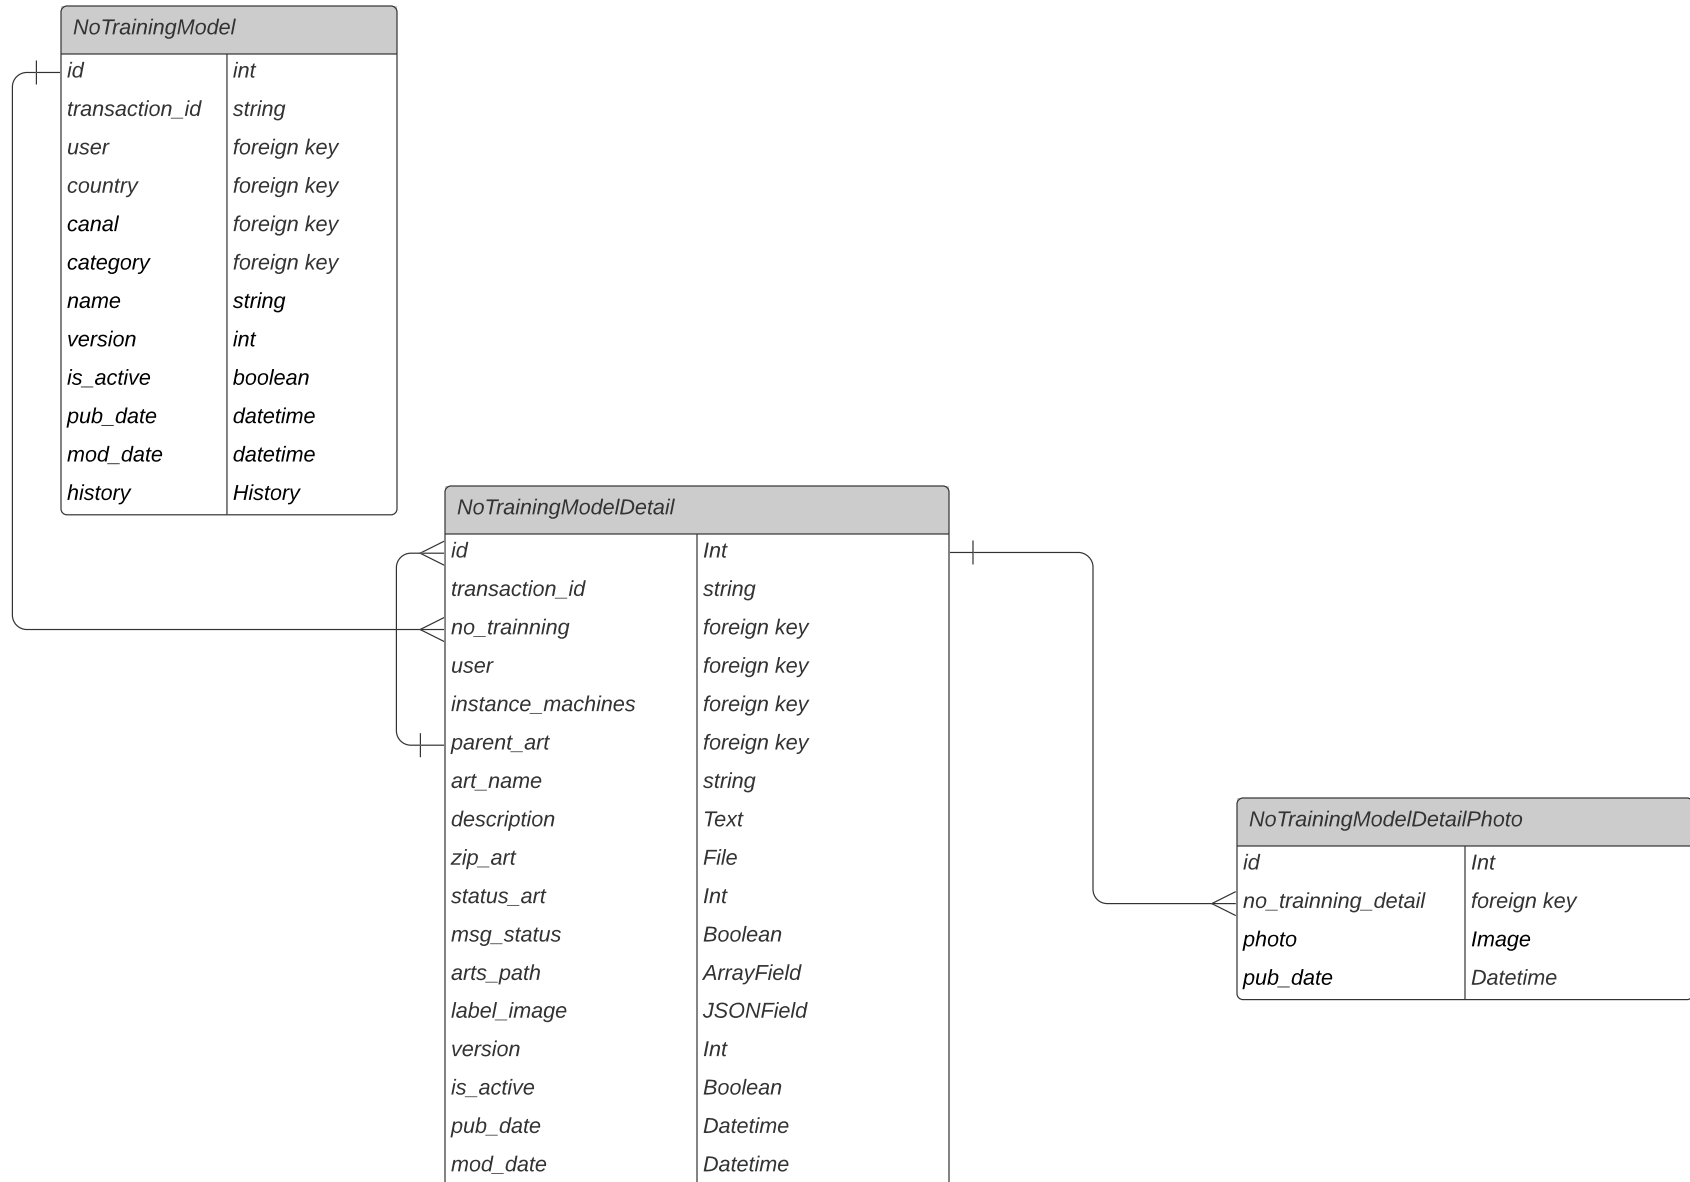 NoTrainingModel
id int
transaction_id string
user foreign key
country foreign key
canal foreign key
category foreign key
name string
version int
is_active boolean
pub_date datetime
mod_date datetime
history History
NoTrainingModelDetail
id Int
transaction_id string
no_trainning foreign key
user foreign key
instance_machines foreign key
parent_art foreign key
art_name string
description Text
zip_art File
status_art Int
msg_status Boolean
arts_path ArrayField
label_image JSONField
version Int
is_active Boolean
pub_date Datetime
mod_date Datetime
NoTrainingModelDetailPhoto
id Int
no_trainning_detail foreign key
photo Image
pub_date Datetime